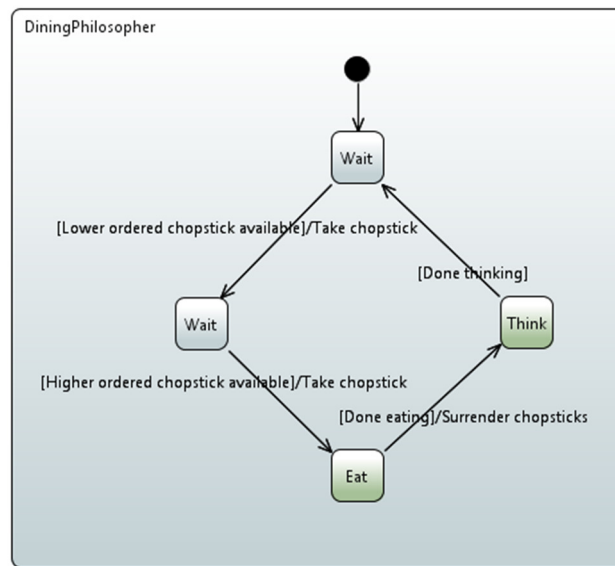 DiningPhilosopher
Wait
[Lower ordered chopstick available]/Take chopstick
[Done thinking]
Wait
Think
[Higher ordered chopstick available]/Take chopstick
[Done eating]/Surrender chopsticks
Eat